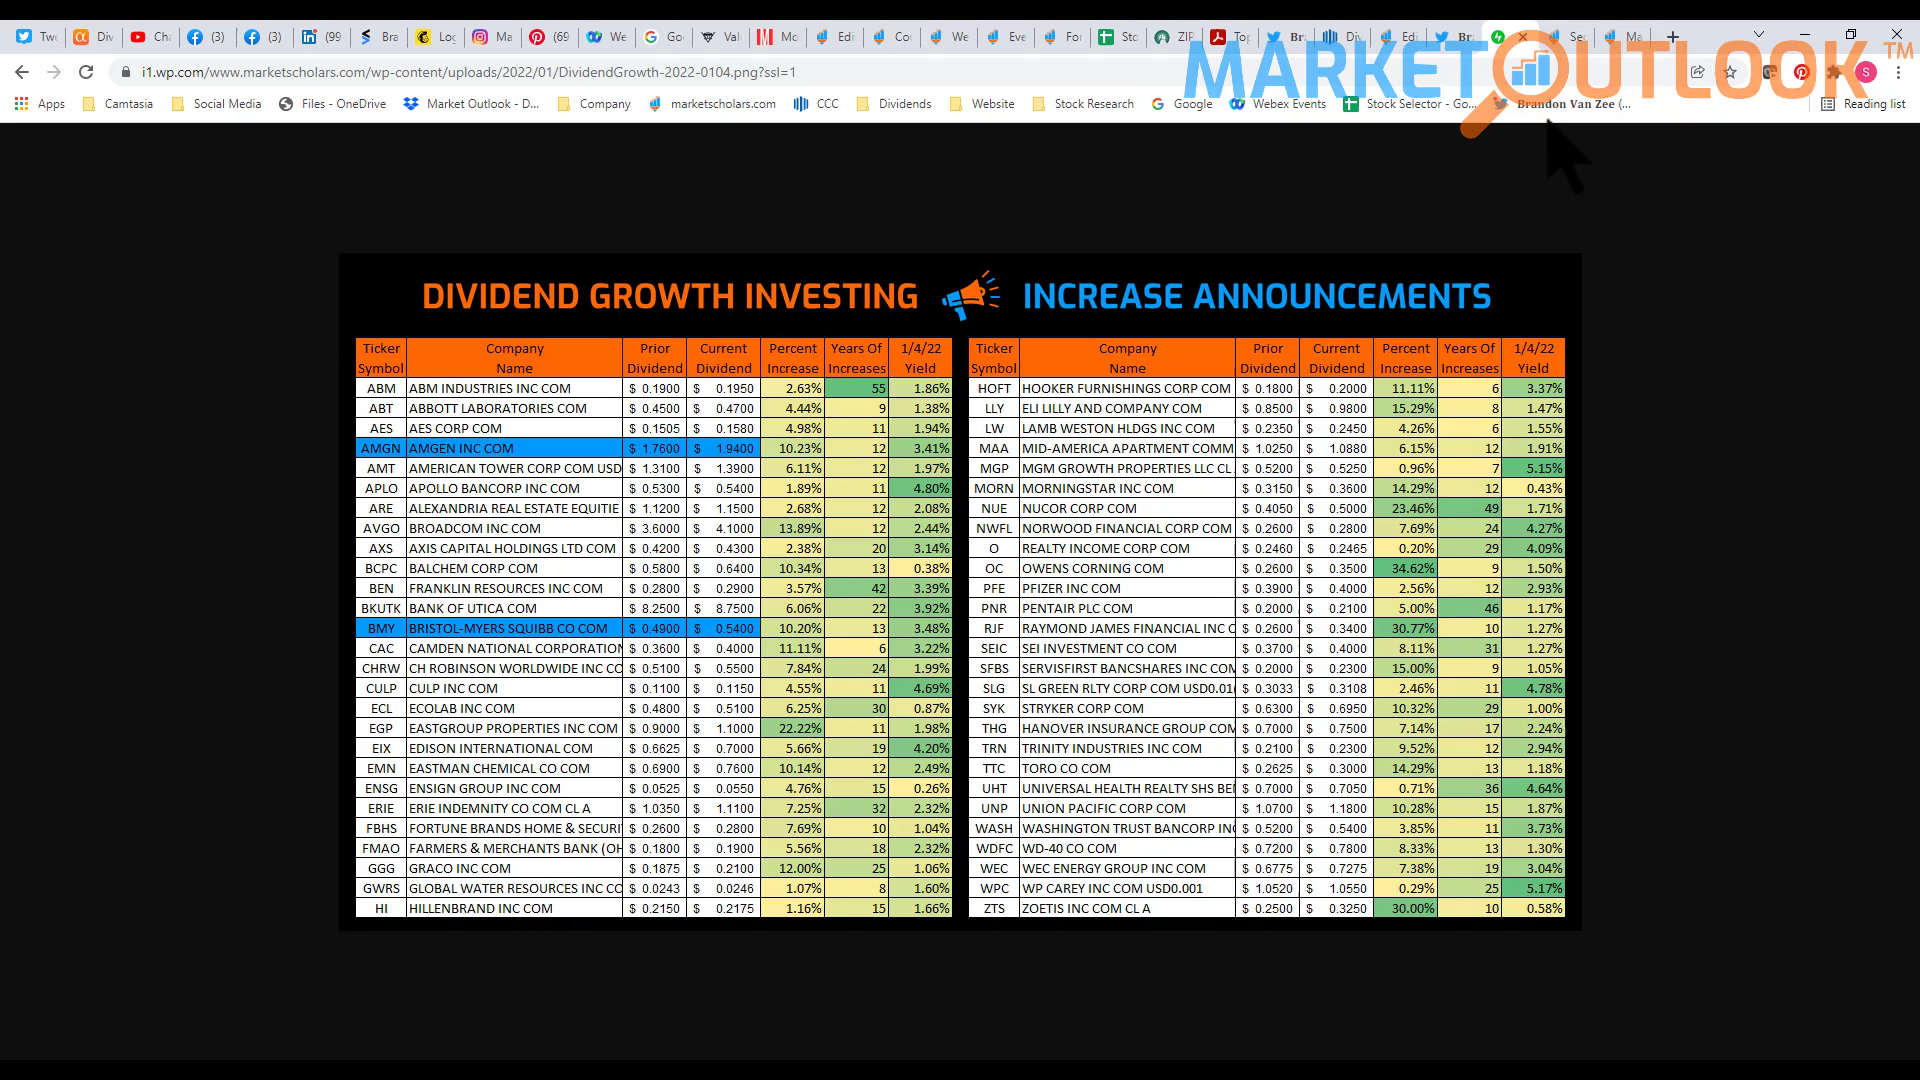 Tw
Div
Ch
(3)
(3)
(99
Bra
Log
Ma
(69
We
Go
Val
Mo
Edi
Co
We
Eve
For
Sto
ZIP
Top
Br
Div
Edi
Br
Se
Ma
MARKET OUTLOOK™
i1.wp.com/www.marketscholars.com/wp-content/uploads/2022/01/DividendGrowth-2022-0104.png?ssl=1
Apps Camtasia Social Media Files - OneDrive Market Outlook - D... Company marketscholars.com CCC Dividends Website Stock Research Google Webex Events Stock Selector - Go... Brandon Van Zee (... Reading list
DIVIDEND GROWTH INVESTING INCREASE ANNOUNCEMENTS
Ticker Symbol Company Name Prior Dividend Current Dividend Percent Increase Years Of Increases 1/4/22 Yield
ABM ABM INDUSTRIES INC COM $ 0.1900 $ 0.1950 2.63% 55 1.86%
ABT ABBOTT LABORATORIES COM $ 0.4500 $ 0.4700 4.44% 9 1.38%
AES AES CORP COM $ 0.1505 $ 0.1580 4.98% 11 1.94%
AMGN AMGEN INC COM $ 1.7600 $ 1.9400 10.23% 12 3.41%
AMT AMERICAN TOWER CORP COM USD $ 1.3100 $ 1.3900 6.11% 12 1.97%
APLO APOLLO BANCORP INC COM $ 0.5300 $ 0.5400 1.89% 11 4.80%
ARE ALEXANDRIA REAL ESTATE EQUITIE $ 1.1200 $ 1.1500 2.68% 12 2.08%
AVGO BROADCOM INC COM $ 3.6000 $ 4.1000 13.89% 12 2.44%
AXS AXIS CAPITAL HOLDINGS LTD COM $ 0.4200 $ 0.4300 2.38% 20 3.14%
BCPC BALCHEM CORP COM $ 0.5800 $ 0.6400 10.34% 13 0.38%
BEN FRANKLIN RESOURCES INC COM $ 0.2800 $ 0.2900 3.57% 42 3.39%
BKUTK BANK OF UTICA COM $ 8.2500 $ 8.7500 6.06% 22 3.92%
BMY BRISTOL-MYERS SQUIBB CO COM $ 0.4900 $ 0.5400 10.20% 13 3.48%
CAC CAMDEN NATIONAL CORPORATION $ 0.3600 $ 0.4000 11.11% 6 3.22%
CHRW CH ROBINSON WORLDWIDE INC CO $ 0.5100 $ 0.5500 7.84% 24 1.99%
CULP CULP INC COM $ 0.1100 $ 0.1150 4.55% 11 4.69%
ECL ECOLAB INC COM $ 0.4800 $ 0.5100 6.25% 30 0.87%
EGP EASTGROUP PROPERTIES INC COM $ 0.9000 $ 1.1000 22.22% 11 1.98%
EIX EDISON INTERNATIONAL COM $ 0.6625 $ 0.7000 5.66% 19 4.20%
EMN EASTMAN CHEMICAL CO COM $ 0.6900 $ 0.7600 10.14% 12 2.49%
ENSG ENSIGN GROUP INC COM $ 0.0525 $ 0.0550 4.76% 15 0.26%
ERIE ERIE INDEMNITY CO COM CL A $ 1.0350 $ 1.1100 7.25% 32 2.32%
FBHS FORTUNE BRANDS HOME & SECURI $ 0.2600 $ 0.2800 7.69% 10 1.04%
FMAO FARMERS & MERCHANTS BANK (OH $ 0.1800 $ 0.1900 5.56% 18 2.32%
GGG GRACO INC COM $ 0.1875 $ 0.2100 12.00% 25 1.06%
GWRS GLOBAL WATER RESOURCES INC CO $ 0.0243 $ 0.0246 1.07% 8 1.60%
HI HILLENBRAND INC COM $ 0.2150 $ 0.2175 1.16% 15 1.66%
Ticker Symbol Company Name Prior Dividend Current Dividend Percent Increase Years Of Increases 1/4/22 Yield
HOFT HOOKER FURNISHINGS CORP COM $ 0.1800 $ 0.2000 11.11% 6 3.37%
LLY ELI LILLY AND COMPANY COM $ 0.8500 $ 0.9800 15.29% 8 1.47%
LW LAMB WESTON HLDGS INC COM $ 0.2350 $ 0.2450 4.26% 6 1.55%
MAA MID-AMERICA APARTMENT COMM $ 1.0250 $ 1.0880 6.15% 12 1.91%
MGP MGM GROWTH PROPERTIES LLC CL $ 0.5200 $ 0.5250 0.96% 7 5.15%
MORN MORNINGSTAR INC COM $ 0.3150 $ 0.3600 14.29% 12 0.43%
NUE NUCOR CORP COM $ 0.4050 $ 0.5000 23.46% 49 1.71%
NWFL NORWOOD FINANCIAL CORP COM $ 0.2600 $ 0.2800 7.69% 24 4.27%
O REALTY INCOME CORP COM $ 0.2460 $ 0.2465 0.20% 29 4.09%
OC OWENS CORNING COM $ 0.2600 $ 0.3500 34.62% 9 1.50%
PFE PFIZER INC COM $ 0.3900 $ 0.4000 2.56% 12 2.93%
PNR PENTAIR PLC COM $ 0.2000 $ 0.2100 5.00% 46 1.17%
RJF RAYMOND JAMES FINANCIAL INC C $ 0.2600 $ 0.3400 30.77% 10 1.27%
SEIC SEI INVESTMENT CO COM $ 0.3700 $ 0.4000 8.11% 31 1.27%
SFBS SERVISFIRST BANCSHARES INC COM $ 0.2000 $ 0.2300 15.00% 9 1.05%
SLG SL GREEN RLTY CORP COM USD0.01 $ 0.3033 $ 0.3108 2.46% 11 4.78%
SYK STRYKER CORP COM $ 0.6300 $ 0.6950 10.32% 29 1.00%
THG HANOVER INSURANCE GROUP COM $ 0.7000 $ 0.7500 7.14% 17 2.24%
TRN TRINITY INDUSTRIES INC COM $ 0.2100 $ 0.2300 9.52% 12 2.94%
TTC TORO CO COM $ 0.2625 $ 0.3000 14.29% 13 1.18%
UHT UNIVERSAL HEALTH REALTY SHS BE $ 0.7000 $ 0.7050 0.71% 36 4.64%
UNP UNION PACIFIC CORP COM $ 1.0700 $ 1.1800 10.28% 15 1.87%
WASH WASHINGTON TRUST BANCORP IN $ 0.5200 $ 0.5400 3.85% 11 3.73%
WDFC WD-40 CO COM $ 0.7200 $ 0.7800 8.33% 13 1.30%
WEC WEC ENERGY GROUP INC COM $ 0.6775 $ 0.7275 7.38% 19 3.04%
WPC WP CAREY INC COM USD0.001 $ 1.0520 $ 1.0550 0.29% 25 5.17%
ZTS ZOETIS INC COM CL A $ 0.2500 $ 0.3250 30.00% 10 0.58%